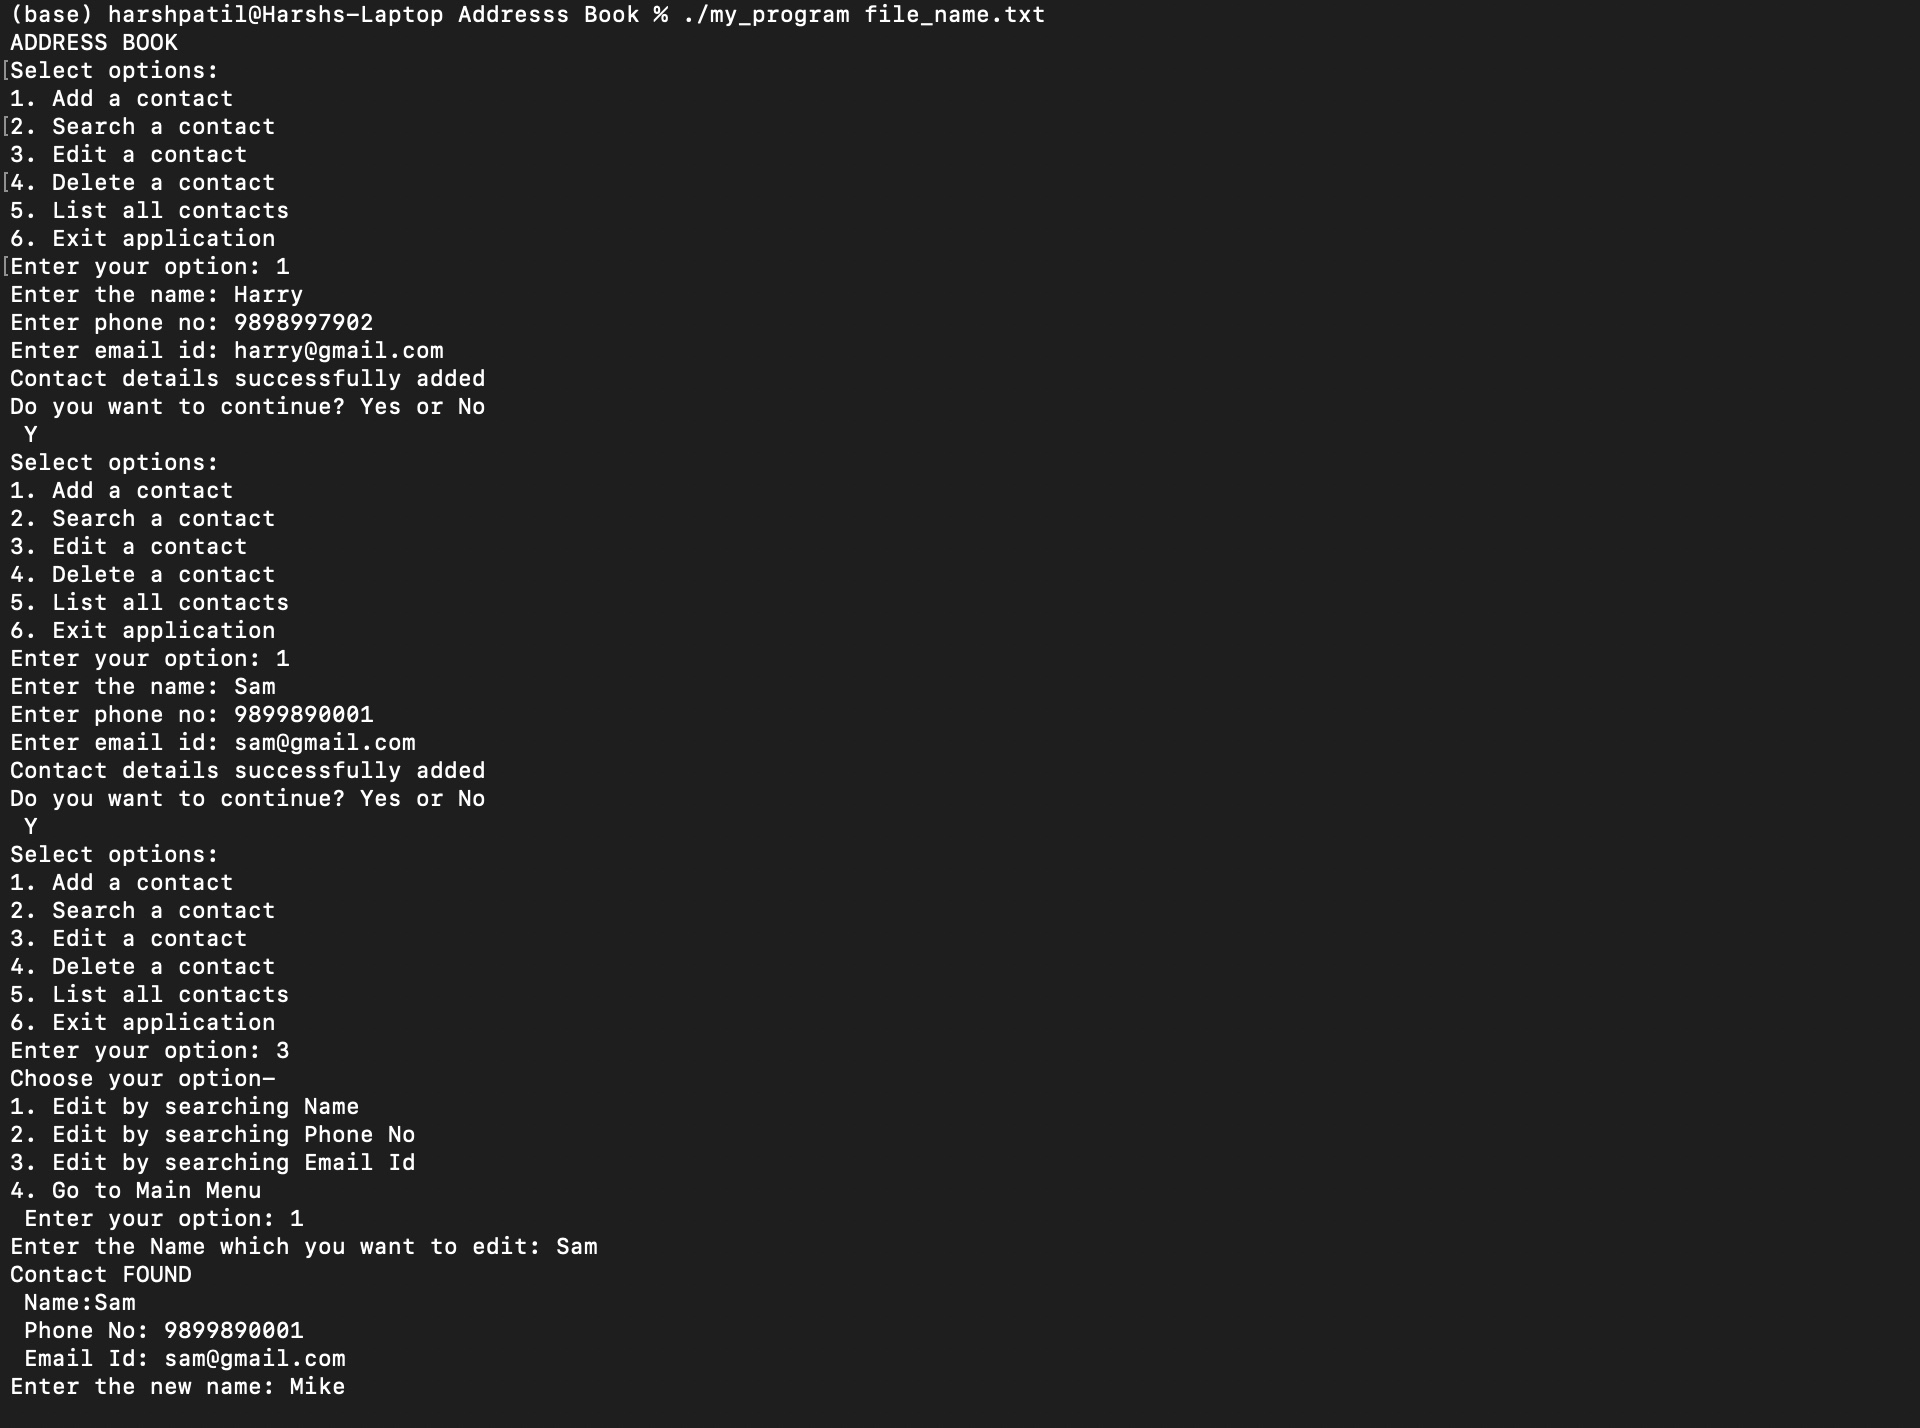 (base) harshpatil@Harshs-Laptop Addresss Book % ./my_program file_name.txt
ADDRESS BOOK
[Select options:
1. Add a contact
[2. Search a contact
3. Edit a contact
[4. Delete a contact
5. List all contacts
6. Exit application
[Enter your option: 1
Enter the name: Harry
Enter phone no: 9898997902
Enter email id: harry@gmail.com
Contact details successfully added
Do you want to continue? Yes or No
 Y
Select options:
1. Add a contact
2. Search a contact
3. Edit a contact
4. Delete a contact
5. List all contacts
6. Exit application
Enter your option: 1
Enter the name: Sam
Enter phone no: 9899890001
Enter email id: sam@gmail.com
Contact details successfully added
Do you want to continue? Yes or No
 Y
Select options:
1. Add a contact
2. Search a contact
3. Edit a contact
4. Delete a contact
5. List all contacts
6. Exit application
Enter your option: 3
Choose your option-
1. Edit by searching Name
2. Edit by searching Phone No
3. Edit by searching Email Id
4. Go to Main Menu
 Enter your option: 1
Enter the Name which you want to edit: Sam
Contact FOUND
 Name:Sam
 Phone No: 9899890001
 Email Id: sam@gmail.com
Enter the new name: Mike